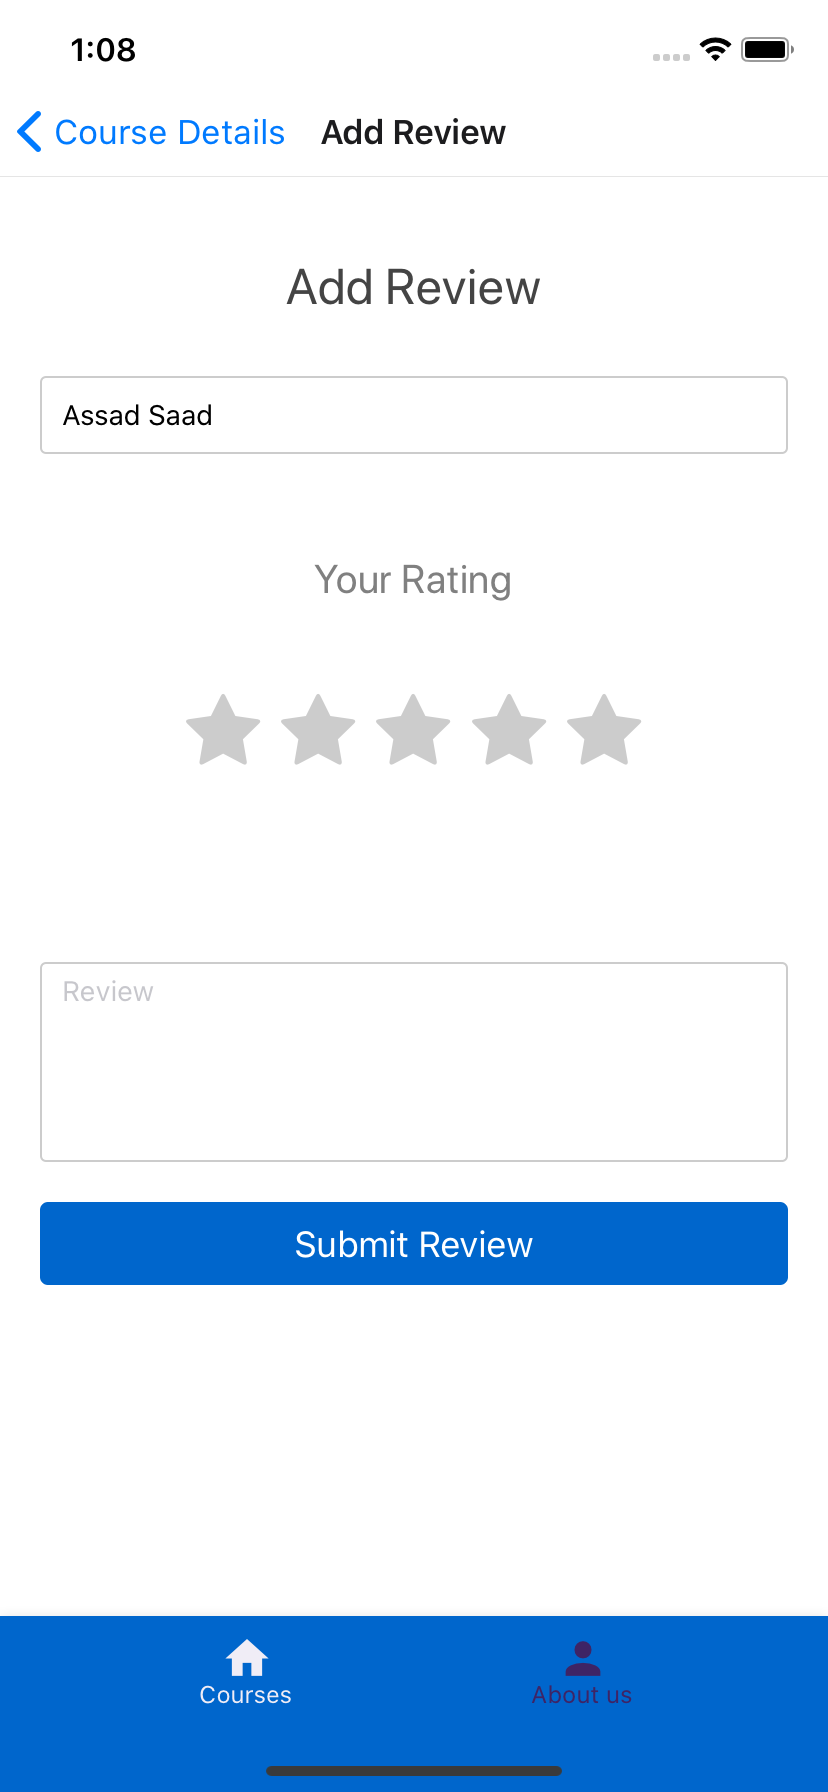 1:08
Course Details Add Review
Add Review
Assad Saad
Your Rating
Review
Submit Review
Courses About us